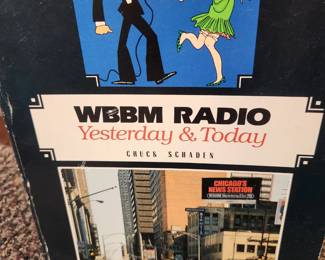 WBBM RADIO
Yesterday & Today
CHUCK SCHADEN
CHICAGO'S
NEWS STATION